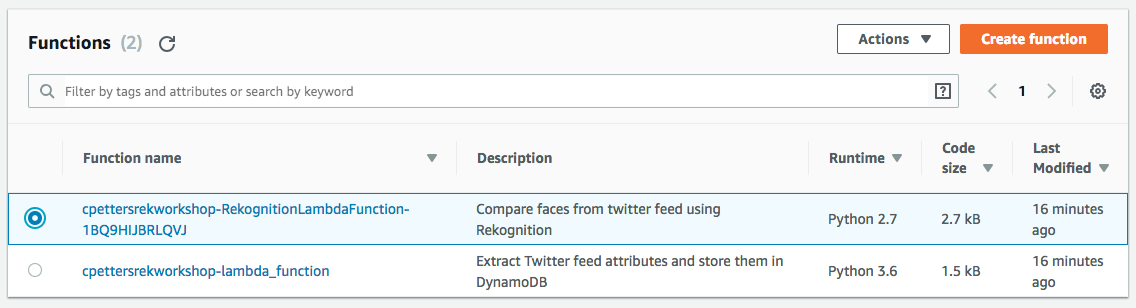 Functions (2)
Actions
Create function
Filter by tags and attributes or search by keyword
?
1
Function name
Description
Runtime
Code
size
Last
Modified
cpettersrekworkshop-RekognitionLambdaFunction-
1BQ9HIJBRLQVJ
Compare faces from twitter feed using
Rekognition
Python 2.7
2.7 kB
16 minutes
ago
cpettersrekworkshop-lambda_function
Extract Twitter feed attributes and store them in
DynamoDB
Python 3.6
1.5 kB
16 minutes
ago